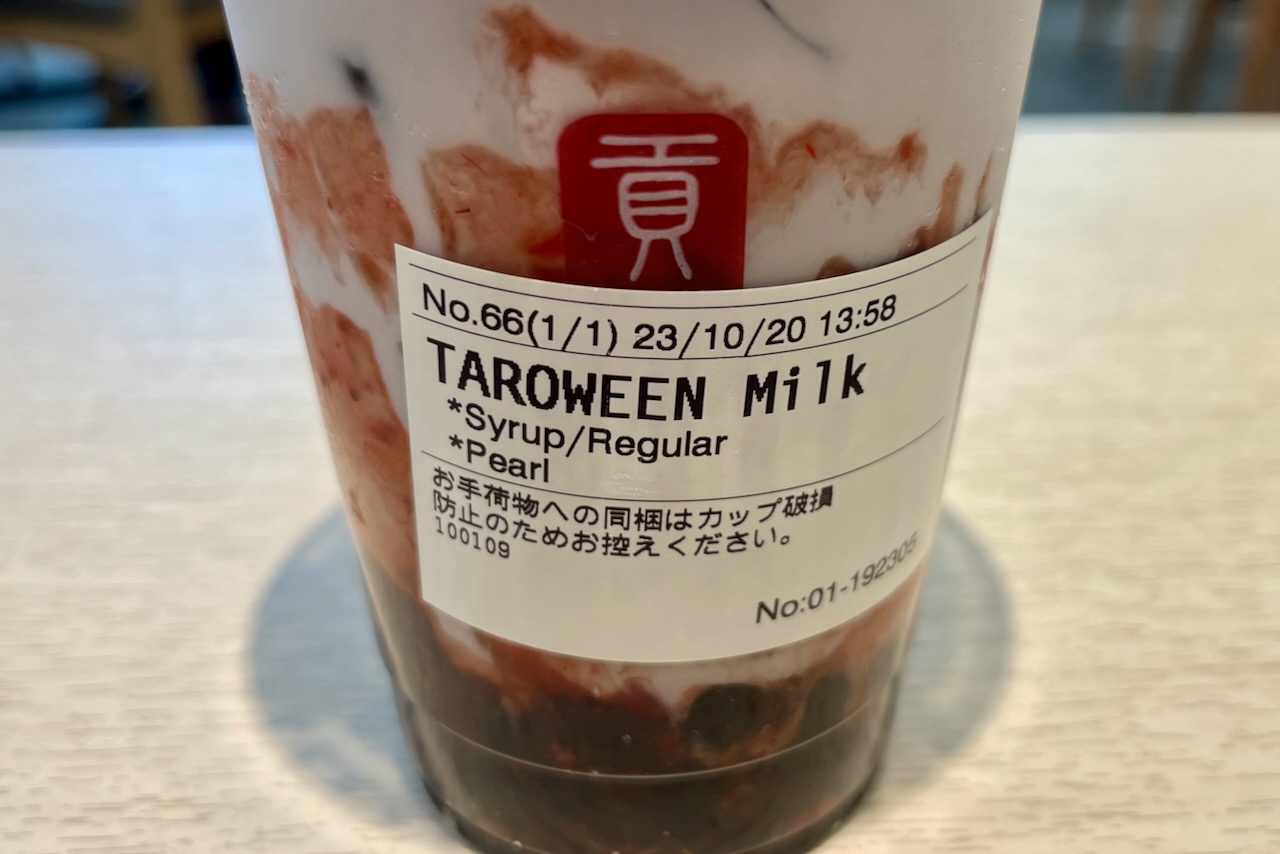 貢
No.66(1/1) 23/10/20 13:58
TAROWEEN Milk
*Syrup/Regular
*Pearl
お手荷物への同梱はカップ破損
防止のためお控えください。
100109
No:01-192305